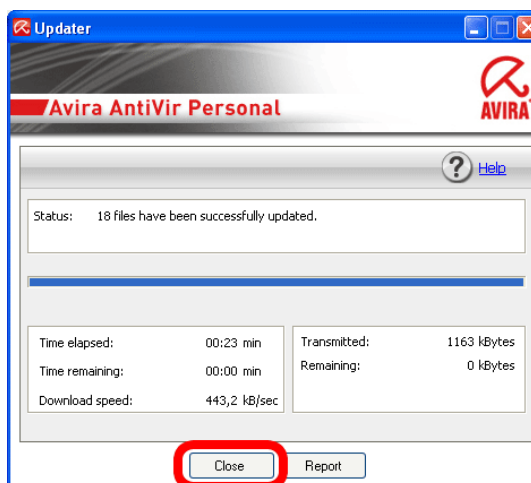 Updater
Avira AntiVir Personal
AVIRA
? Help
Status: 18 files have been successfully updated.
Time elapsed: 00:23 min
Time remaining: 00:00 min
Download speed: 443,2 kB/sec
Transmitted: 1163 kBytes
Remaining: 0 kBytes
Close Report